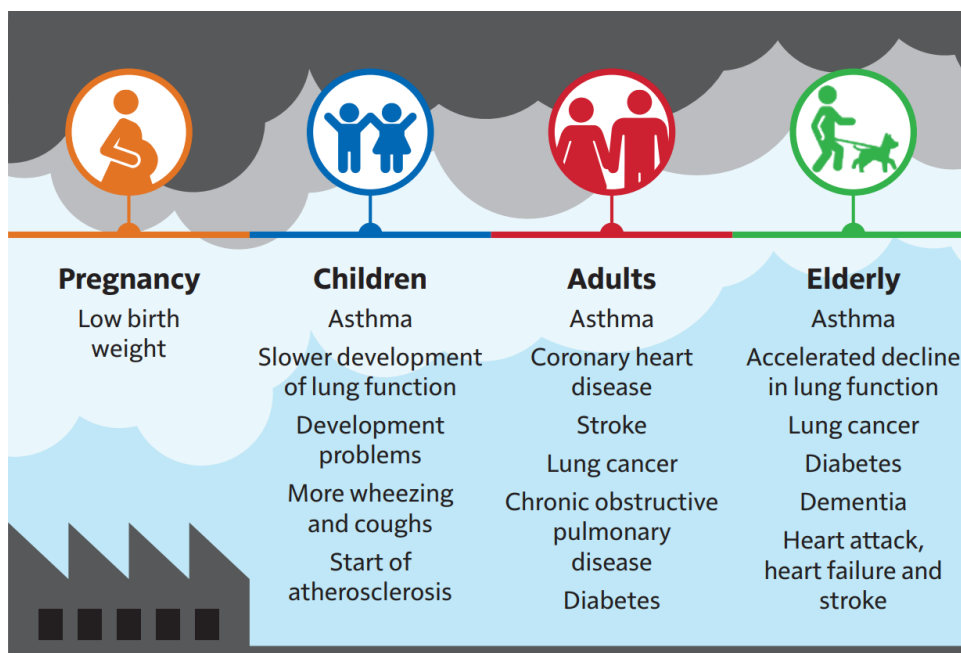 Pregnancy
Low birth
weight
Children
Asthma
Slower development
of lung function
Development
problems
More wheezing
and coughs
Start of
atherosclerosis
Adults
Asthma
Coronary heart
disease
Stroke
Lung cancer
Chronic obstructive
pulmonary
disease
Diabetes
Elderly
Asthma
Accelerated decline
in lung function
Lung cancer
Diabetes
Dementia
Heart attack,
heart failure and
stroke